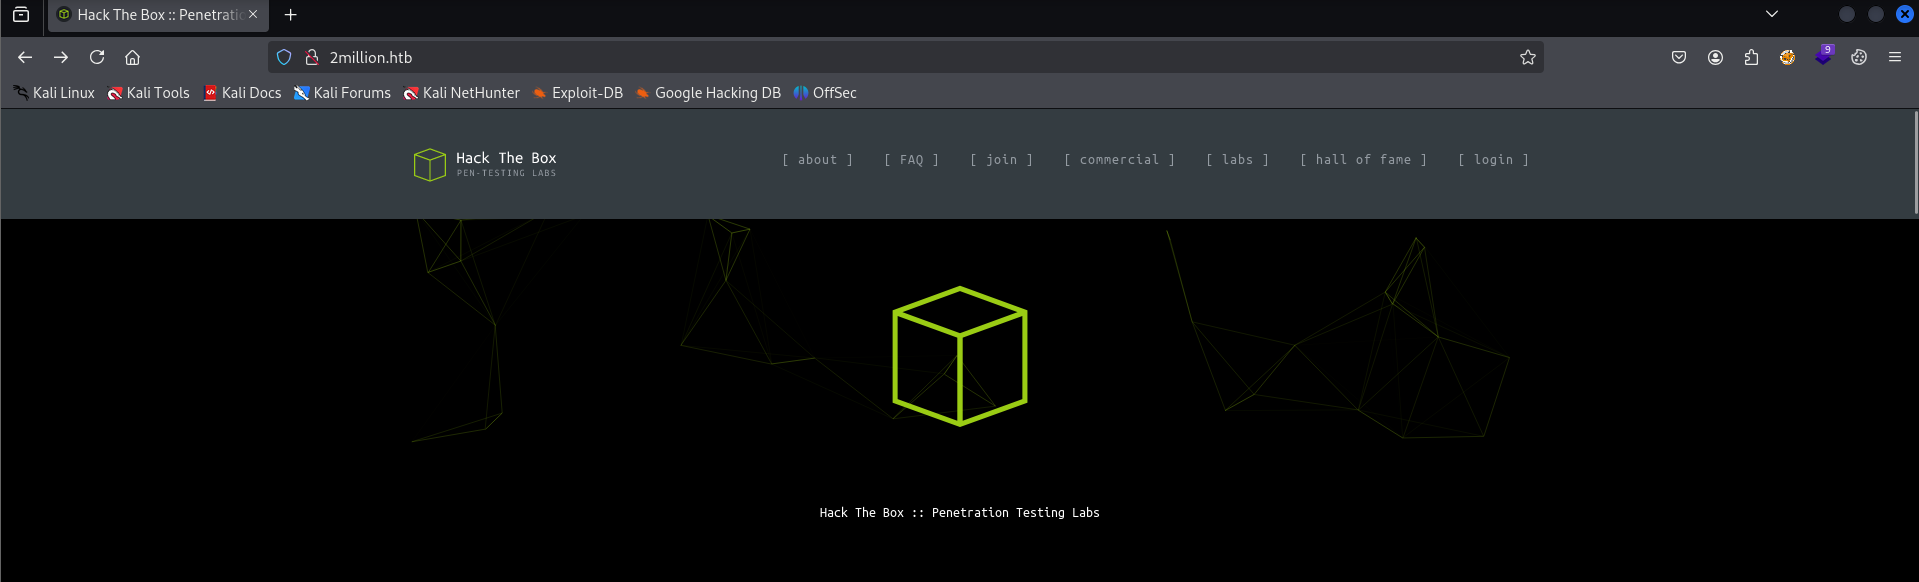 Hack The Box :: Penetratio
2million.htb
9
Kali Linux Kali Tools Kali Docs Kali Forums Kali NetHunter Exploit-DB Google Hacking DB OffSec
Hack The Box
PEN-TESTING LABS
[ about ] [ FAQ ] [ join ] [ commercial ] [ labs ] [ hall of fame ] [ login ]
Hack The Box :: Penetration Testing Labs